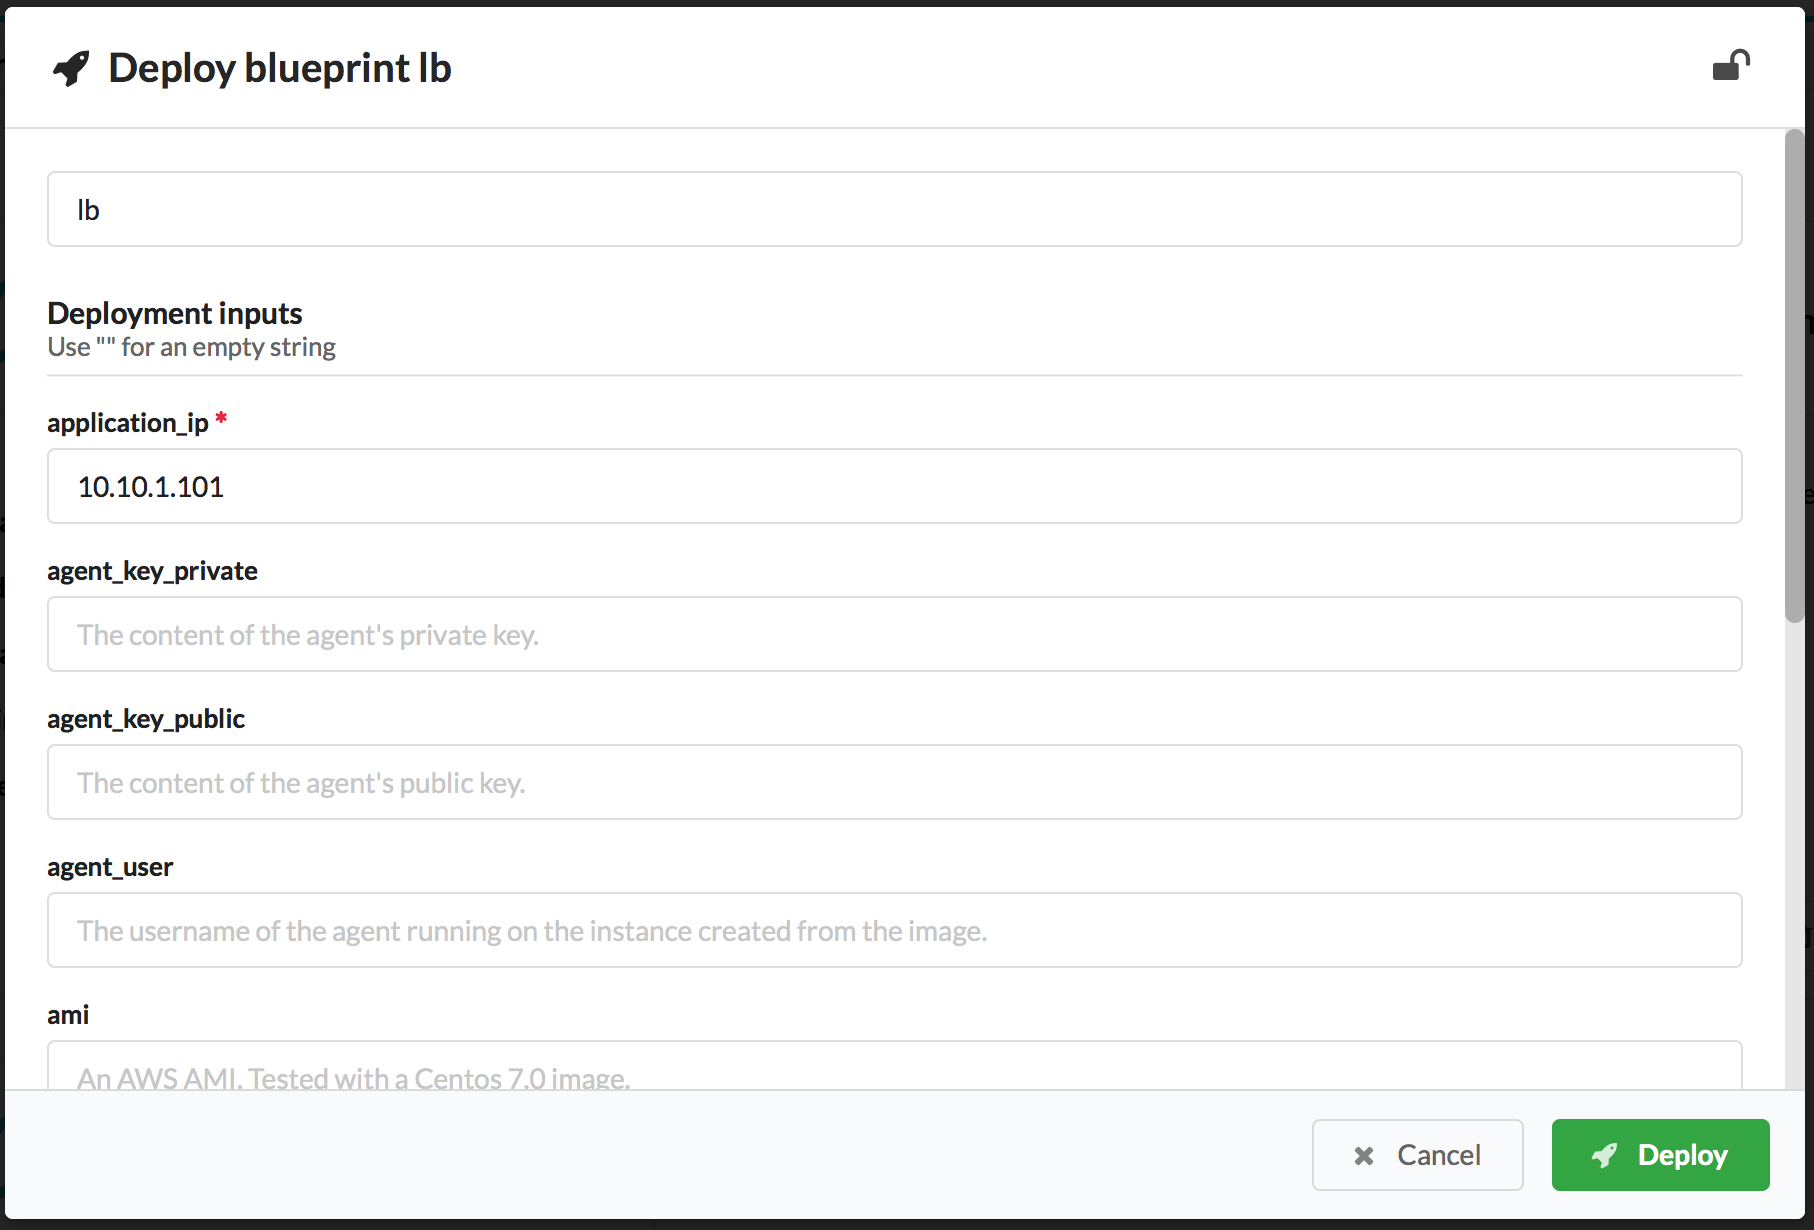 Deploy blueprint lb
lb
Deployment inputs
Use "" for an empty string
application_ip *
10.10.1.101
agent_key_private
The content of the agent's private key.
agent_key_public
The content of the agent's public key.
agent_user
The username of the agent running on the instance created from the image.
ami
An AWS AMI. Tested with a Centos 7.0 image.
Cancel
Deploy